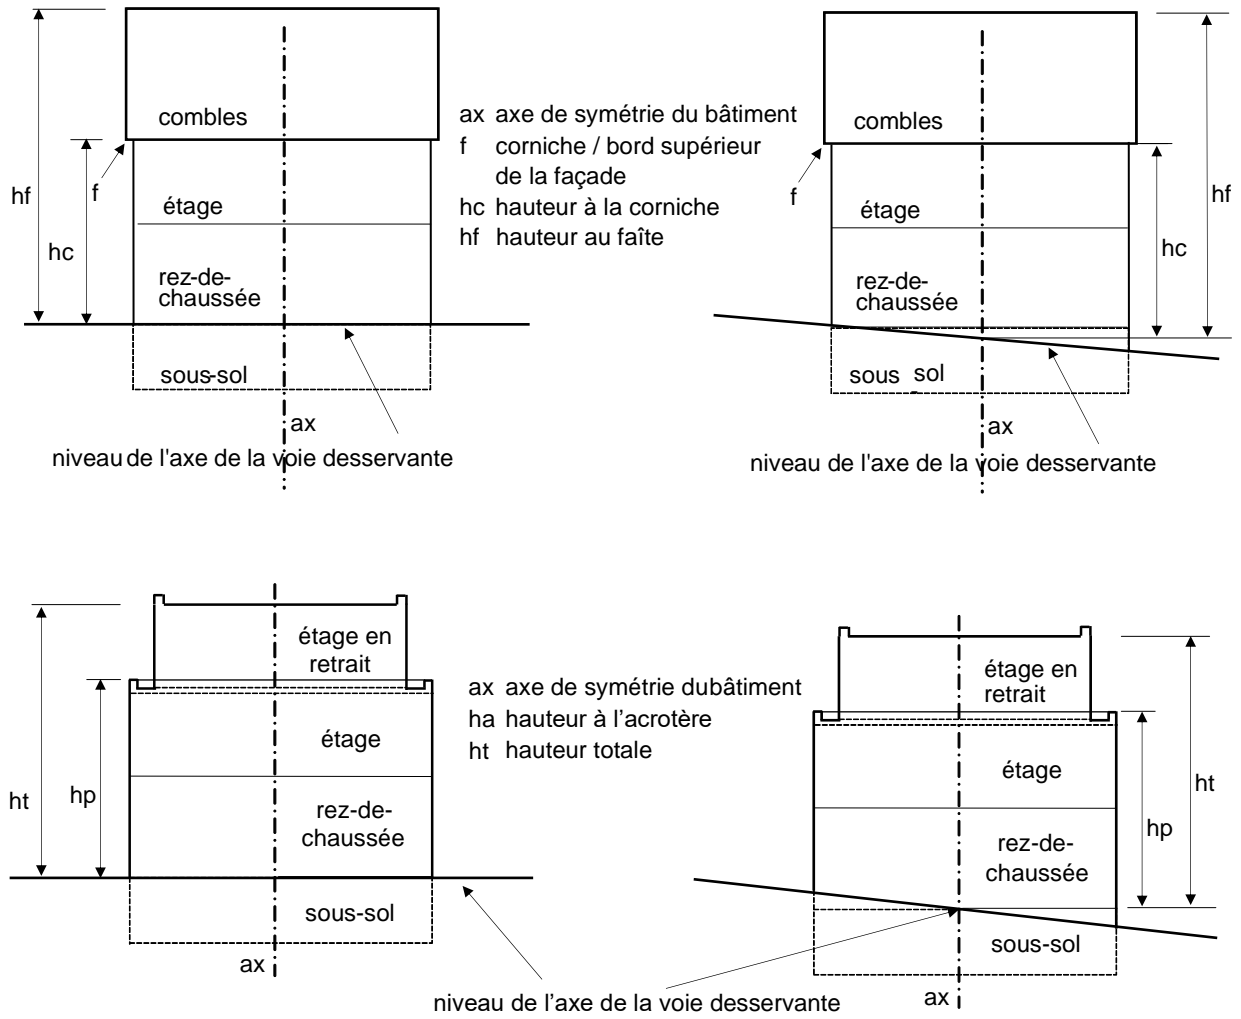 combles
étage
rez-de-
chaussée
sous-sol
hf
hc
f
ax
niveau de l'axe de la voie desservante
ax axe de symétrie du bâtiment
f corniche / bord supérieur
de la façade
hc hauteur à la corniche
hf hauteur au faîte
combles
étage
rez-de-
chaussée
sous sol
f
hc
hf
ax
niveau de l'axe de la voie desservante
étage en
retrait
étage
rez-de-
chaussée
sous-sol
ht
hp
ax
ax axe de symétrie dubâtiment
ha hauteur à l’acrotère
ht hauteur totale
étage en
retrait
étage
rez-de-
chaussée
sous-sol
hp
ht
ax
niveau de l’axe de la voie desservante